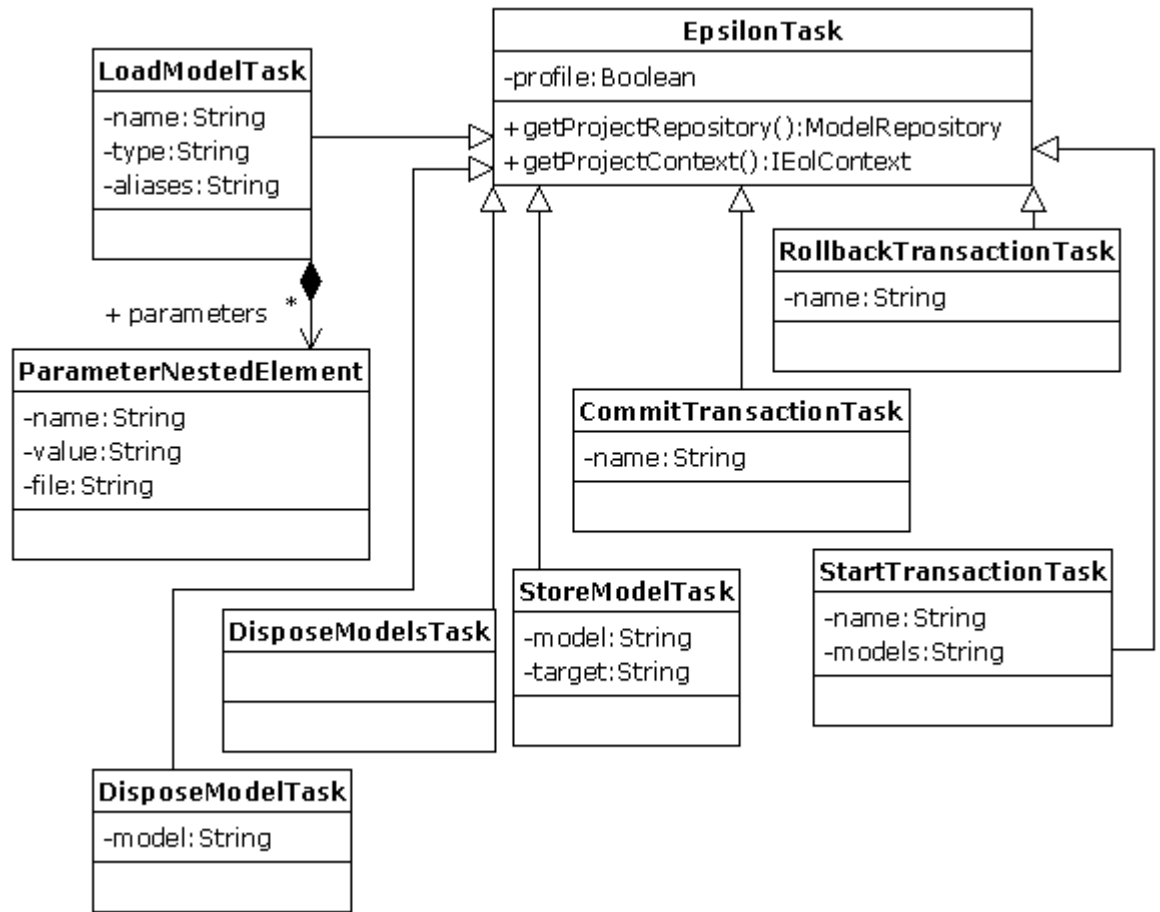 EpsilonTask
-profile:Boolean
+getProjectRepository():ModelRepository
+getProjectContext():IEolContext
LoadModelTask
-name:String
-type:String
-aliases:String
+ parameters
*
ParameterNestedElement
-name:String
-value:String
-file:String
RollbackTransactionTask
-name:String
CommitTransactionTask
-name:String
StartTransactionTask
-name:String
-models:String
StoreModelTask
-model:String
-target:String
DisposeModelsTask
DisposeModelTask
-model:String